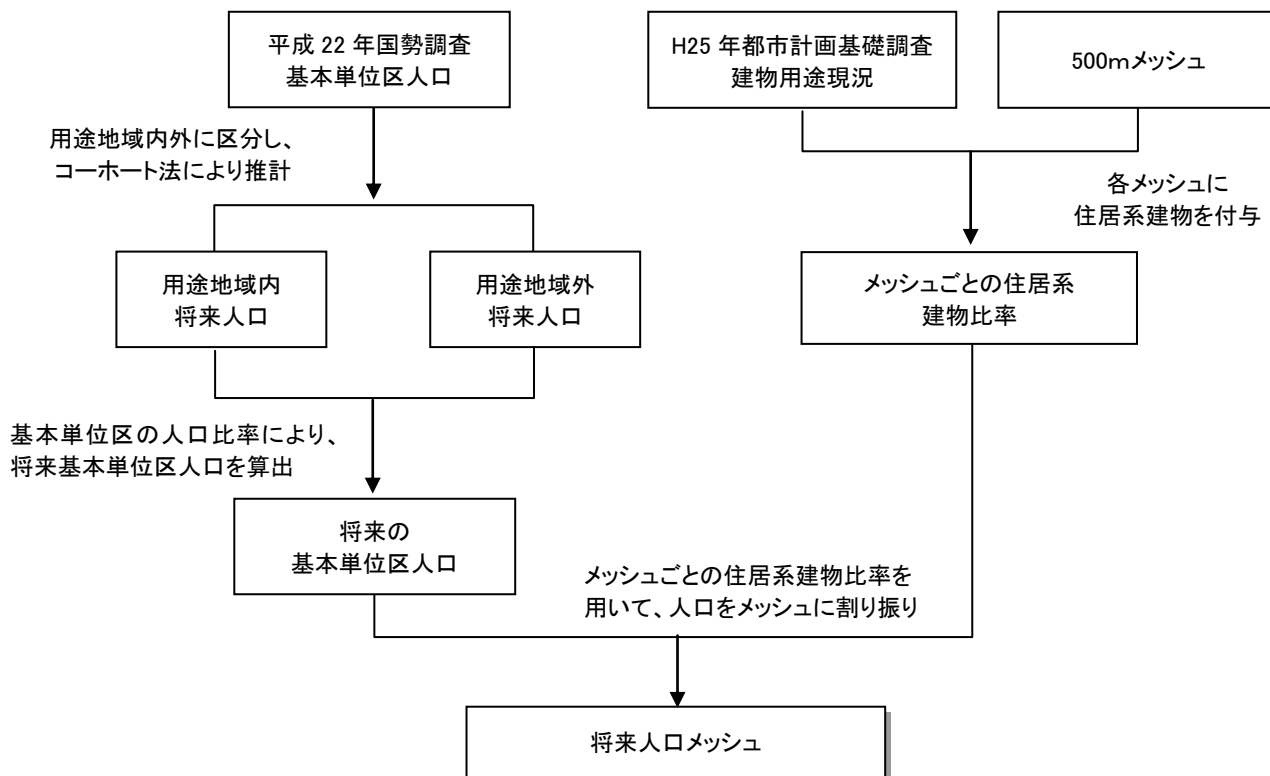 平成 22 年国勢調査
基本単位区人口
H25 年都市計画基礎調査
建物用途現況
500mメッシュ
用途地域内外に区分し、
コーホート法により推計
各メッシュに
住居系建物を付与
用途地域内
将来人口
用途地域外
将来人口
メッシュごとの住居系
建物比率
基本単位区の人口比率により、
将来基本単位区人口を算出
将来の
基本単位区人口
メッシュごとの住居系建物比率を
用いて、人口をメッシュに割り振り
将来人口メッシュ